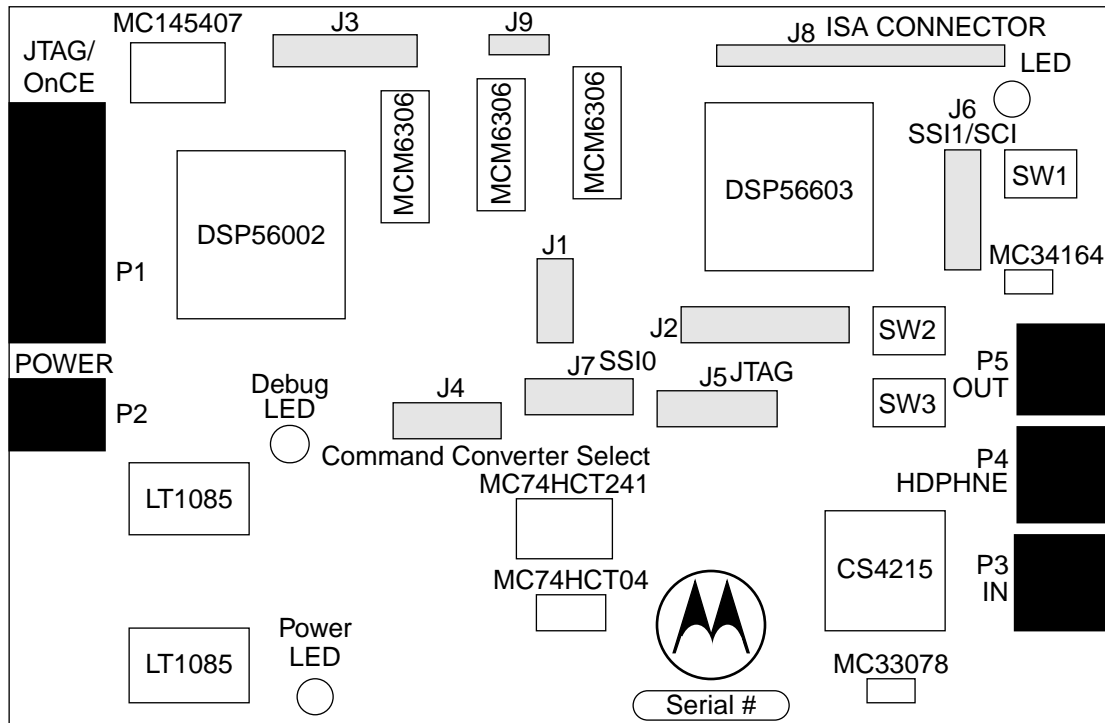 MC145407
J3
J9
J8 ISA CONNECTOR
JTAG/
OnCE
LED
MCM6306
MCM6306
MCM6306
J6
SSI1/SCI
SW1
DSP56002
DSP56603
P1
J1
MC34164
J2
SW2
POWER
P2
Debug
LED
J4
J7 SSI0
J5 JTAG
SW3
P5
OUT
Command Converter Select
P4
HDPHNE
LT1085
MC74HCT241
CS4215
P3
IN
MC74HCT04
Power
LED
LT1085
MC33078
Serial #